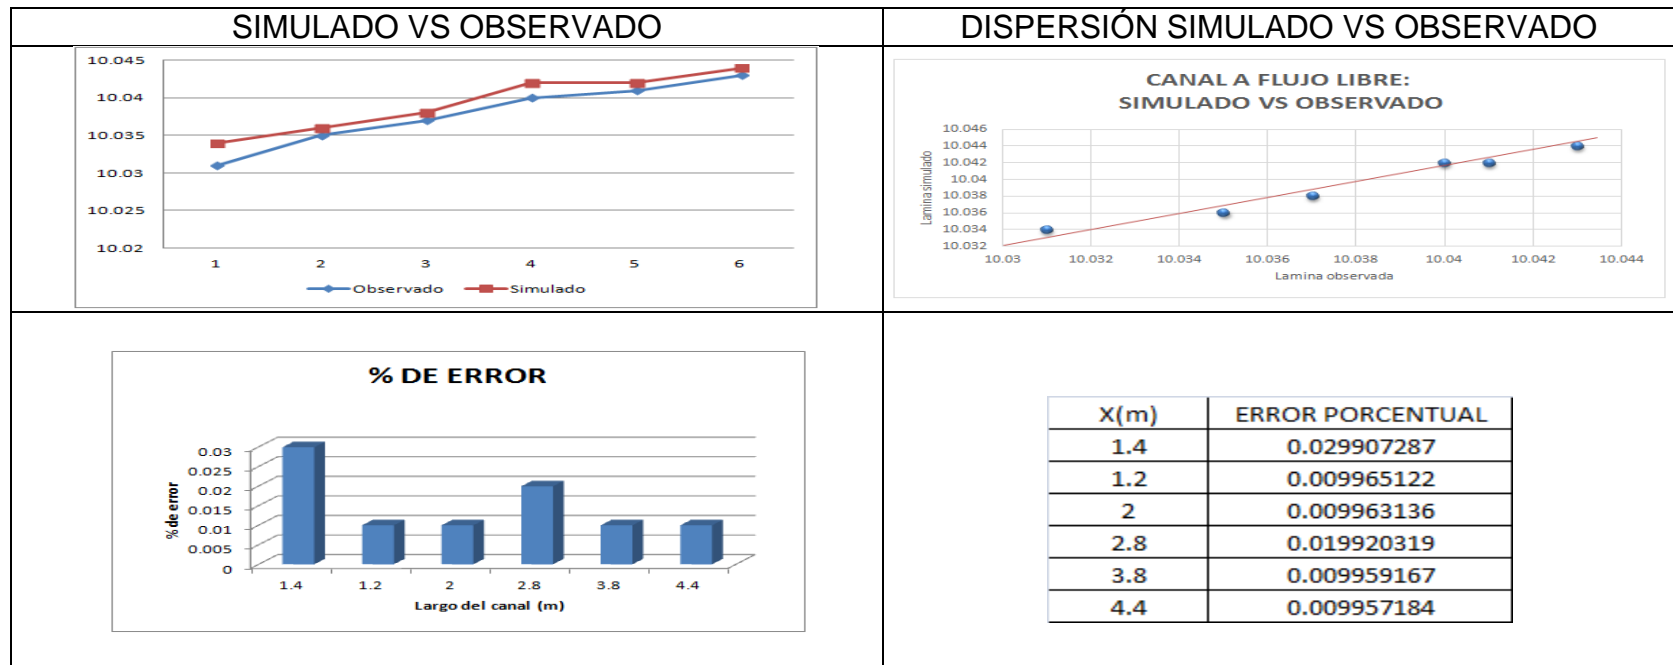 SIMULADO VS OBSERVADO
10.045
10.04
10.035
10.03
10.025
10.02
1 2 3 4 5 6
Observado Simulado
DISPERSIÓN SIMULADO VS OBSERVADO
CANAL A FLUJO LIBRE:
SIMULADO VS OBSERVADO
Lamina simulado
10.046
10.044
10.042
10.04
10.038
10.036
10.034
10.032
10.03 10.032 10.034 10.036 10.038 10.04 10.042 10.044
Lamina observada
% DE ERROR
% de error
0.03
0.025
0.02
0.015
0.01
0.005
0
1.4 1.2 2 2.8 3.8 4.4
Largo del canal (m)
X(m) ERROR PORCENTUAL
1.4 0.029907287
1.2 0.009965122
2 0.009963136
2.8 0.019920319
3.8 0.009959167
4.4 0.009957184